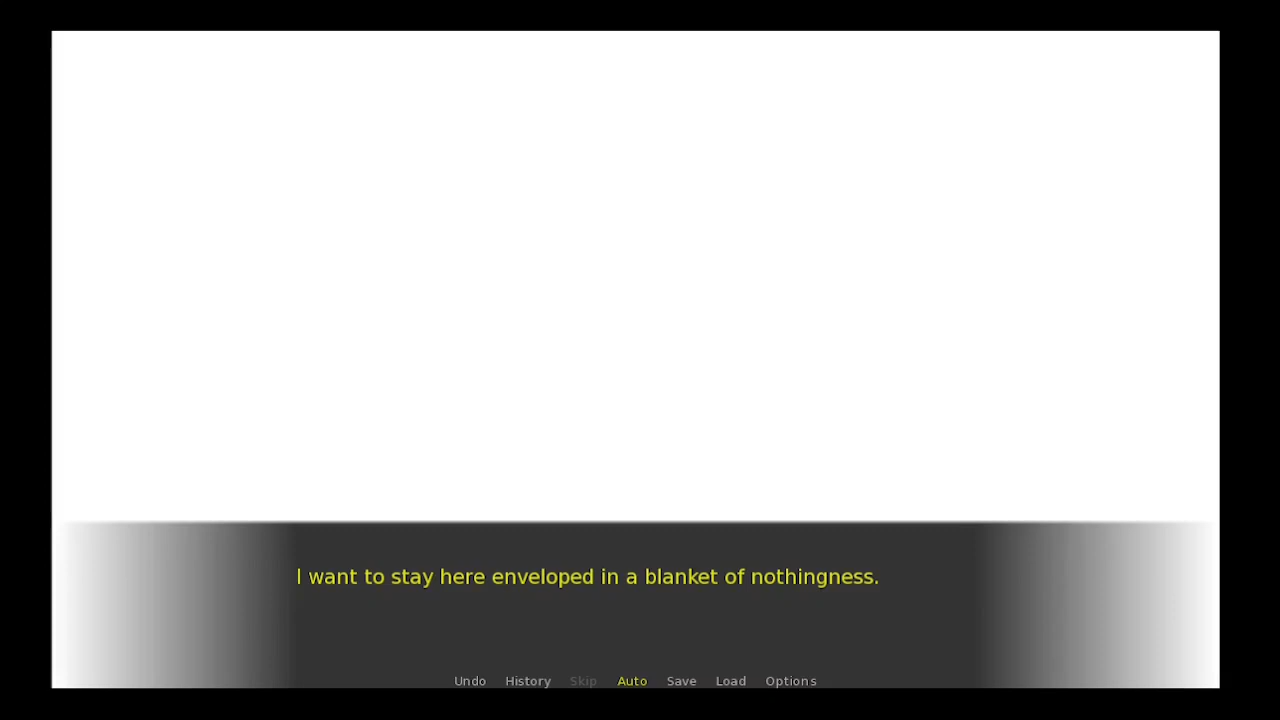 I want to stay here enveloped in a blanket of nothingness.
Undo History Skip Auto Save Load Options